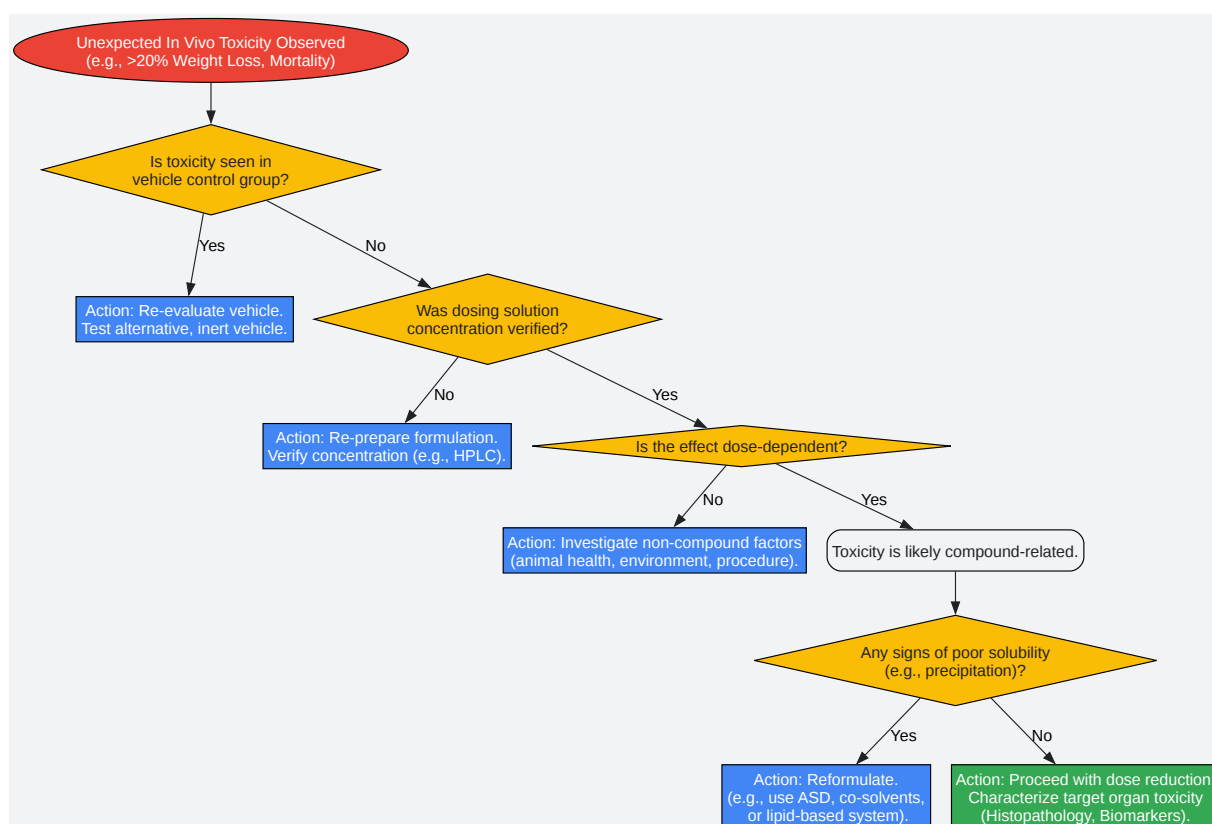 Unexpected In Vivo Toxicity Observed
(e.g., >20% Weight Loss, Mortality)
Is toxicity seen in
vehicle control group?
Yes
No
Action: Re-evaluate vehicle.
Test alternative, inert vehicle.
Was dosing solution
concentration verified?
No
Yes
Action: Re-prepare formulation.
Verify concentration (e.g., HPLC).
Is the effect dose-dependent?
No
Yes
Action: Investigate non-compound factors
(animal health, environment, procedure).
Toxicity is likely compound-related.
Any signs of poor solubility
(e.g., precipitation)?
Yes
No
Action: Reformulate.
(e.g., use ASD, co-solvents,
or lipid-based system).
Action: Proceed with dose reduction
Characterize target organ toxicity
(Histopathology, Biomarkers).